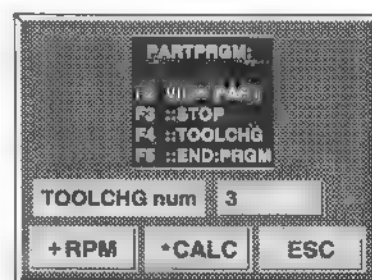 PARTPRGM:
F3 ::STOP
F4 ::TOOLCHG
F5 ::END:PRGM
TOOLCHG num 3
+RPM *CALC ESC